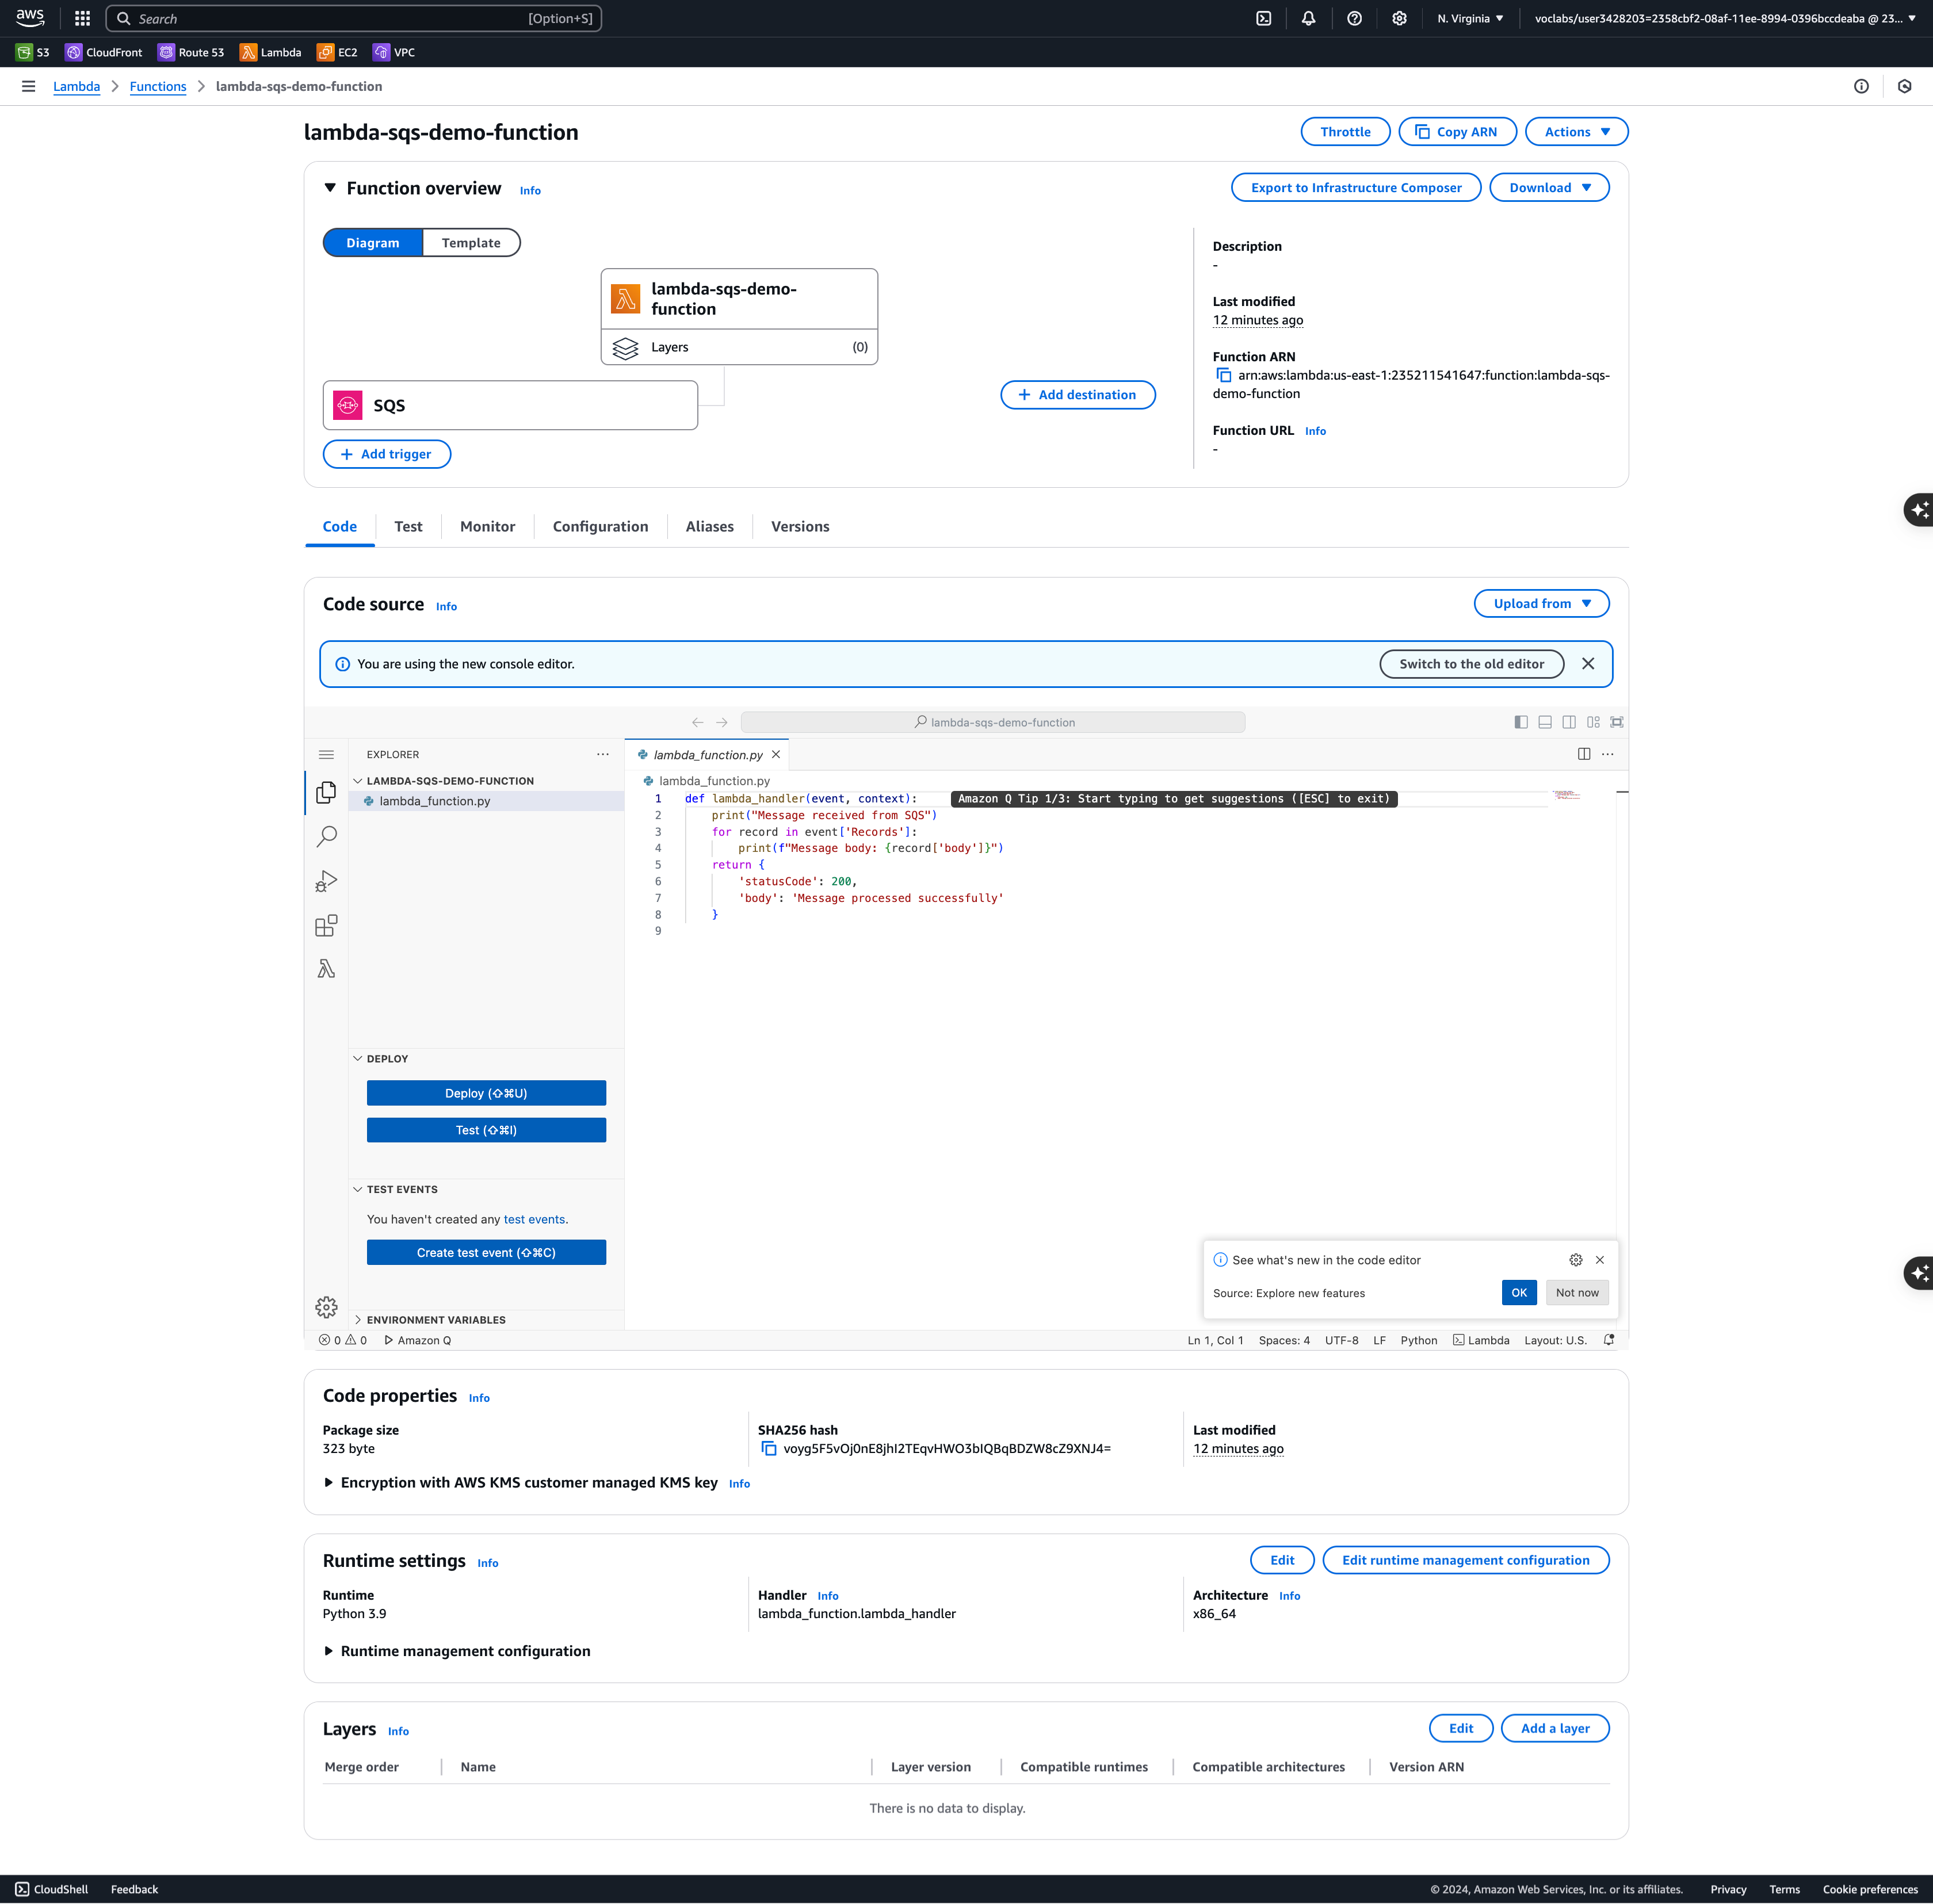 aws
Search [Option+S]
N. Virginia
voclabs/user3428203=2358cbf2-08af-11ee-8994-0396bccdeaba @ 23...
S3 CloudFront Route 53 Lambda EC2 VPC
Lambda Functions lambda-sqs-demo-function
lambda-sqs-demo-function
Throttle Copy ARN Actions
Function overview Info
Export to Infrastructure Composer Download
Diagram Template
lambda-sqs-demo-
function
Layers (0)
SQS
Add trigger
Add destination
Description
-
Last modified
12 minutes ago
Function ARN
arn:aws:lambda:us-east-1:235211541647:function:lambda-sqs-
demo-function
Function URL Info
-
Code Test Monitor Configuration Aliases Versions
Code source Info
Upload from
You are using the new console editor.
Switch to the old editor
lambda-sqs-demo-function
EXPLORER
LAMBDA-SQS-DEMO-FUNCTION
lambda_function.py
DEPLOY
Deploy (⇧⌘U)
Test (⇧⌘I)
TEST EVENTS
You haven't created any test events.
Create test event (⇧⌘C)
ENVIRONMENT VARIABLES
lambda_function.py
lambda_function.py
1 def lambda_handler(event, context): Amazon Q Tip 1/3: Start typing to get suggestions ([ESC] to exit)
2 print("Message received from SQS")
3 for record in event['Records']:
4 print(f"Message body: {record['body']}")
5 return {
6 'statusCode': 200,
7 'body': 'Message processed successfully'
8 }
9
See what's new in the code editor
Source: Explore new features
OK Not now
0 0 Amazon Q
Ln 1, Col 1 Spaces: 4 UTF-8 LF Python Lambda Layout: U.S.
Code properties Info
Package size
323 byte
SHA256 hash
voyg5F5vOj0nE8jhI2TEqvHWO3bIQBqBDZW8cZ9XNJ4=
Last modified
12 minutes ago
Encryption with AWS KMS customer managed KMS key Info
Runtime settings Info
Edit Edit runtime management configuration
Runtime
Python 3.9
Handler Info
lambda_function.lambda_handler
Architecture Info
x86_64
Runtime management configuration
Layers Info
Edit Add a layer
Merge order Name Layer version Compatible runtimes Compatible architectures Version ARN
There is no data to display.
CloudShell Feedback
© 2024, Amazon Web Services, Inc. or its affiliates. Privacy Terms Cookie preferences